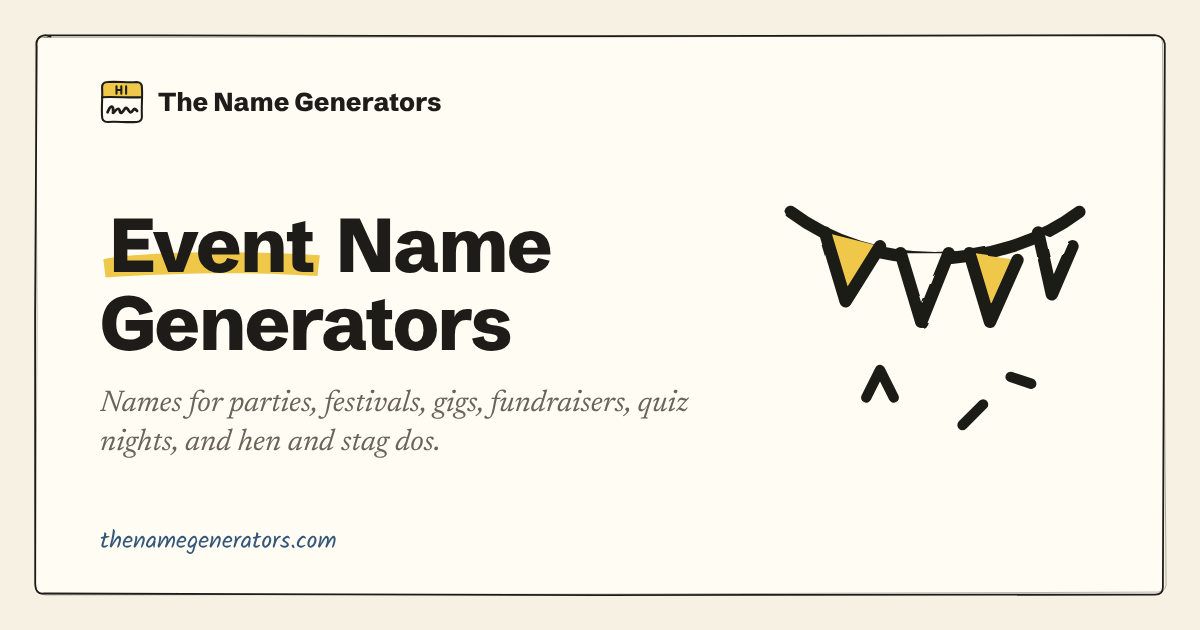 HI
The Name Generators
Event Name
Generators
Names for parties, festivals, gigs, fundraisers, quiz
nights, and hen and stag dos.
thenamegenerators.com